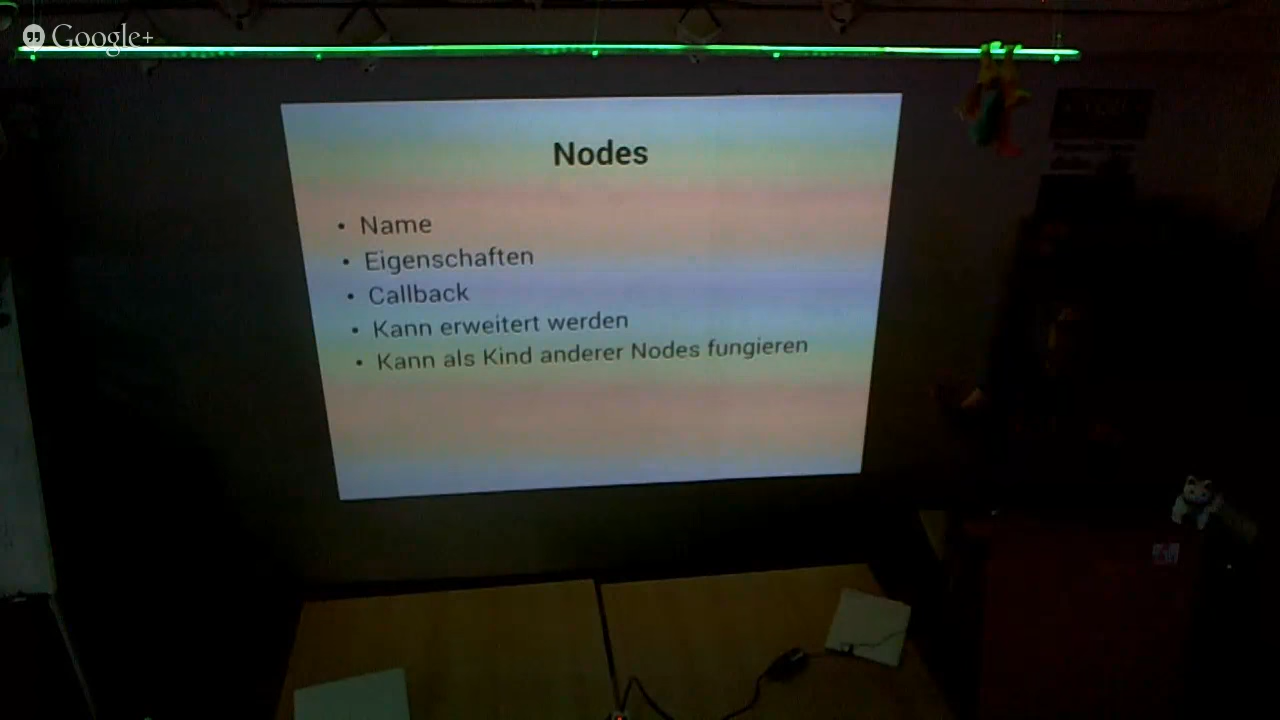 Google+
Nodes
• Name
• Eigenschaften
• Callback
• Kann erweitert werden
• Kann als Kind anderer Nodes fungieren